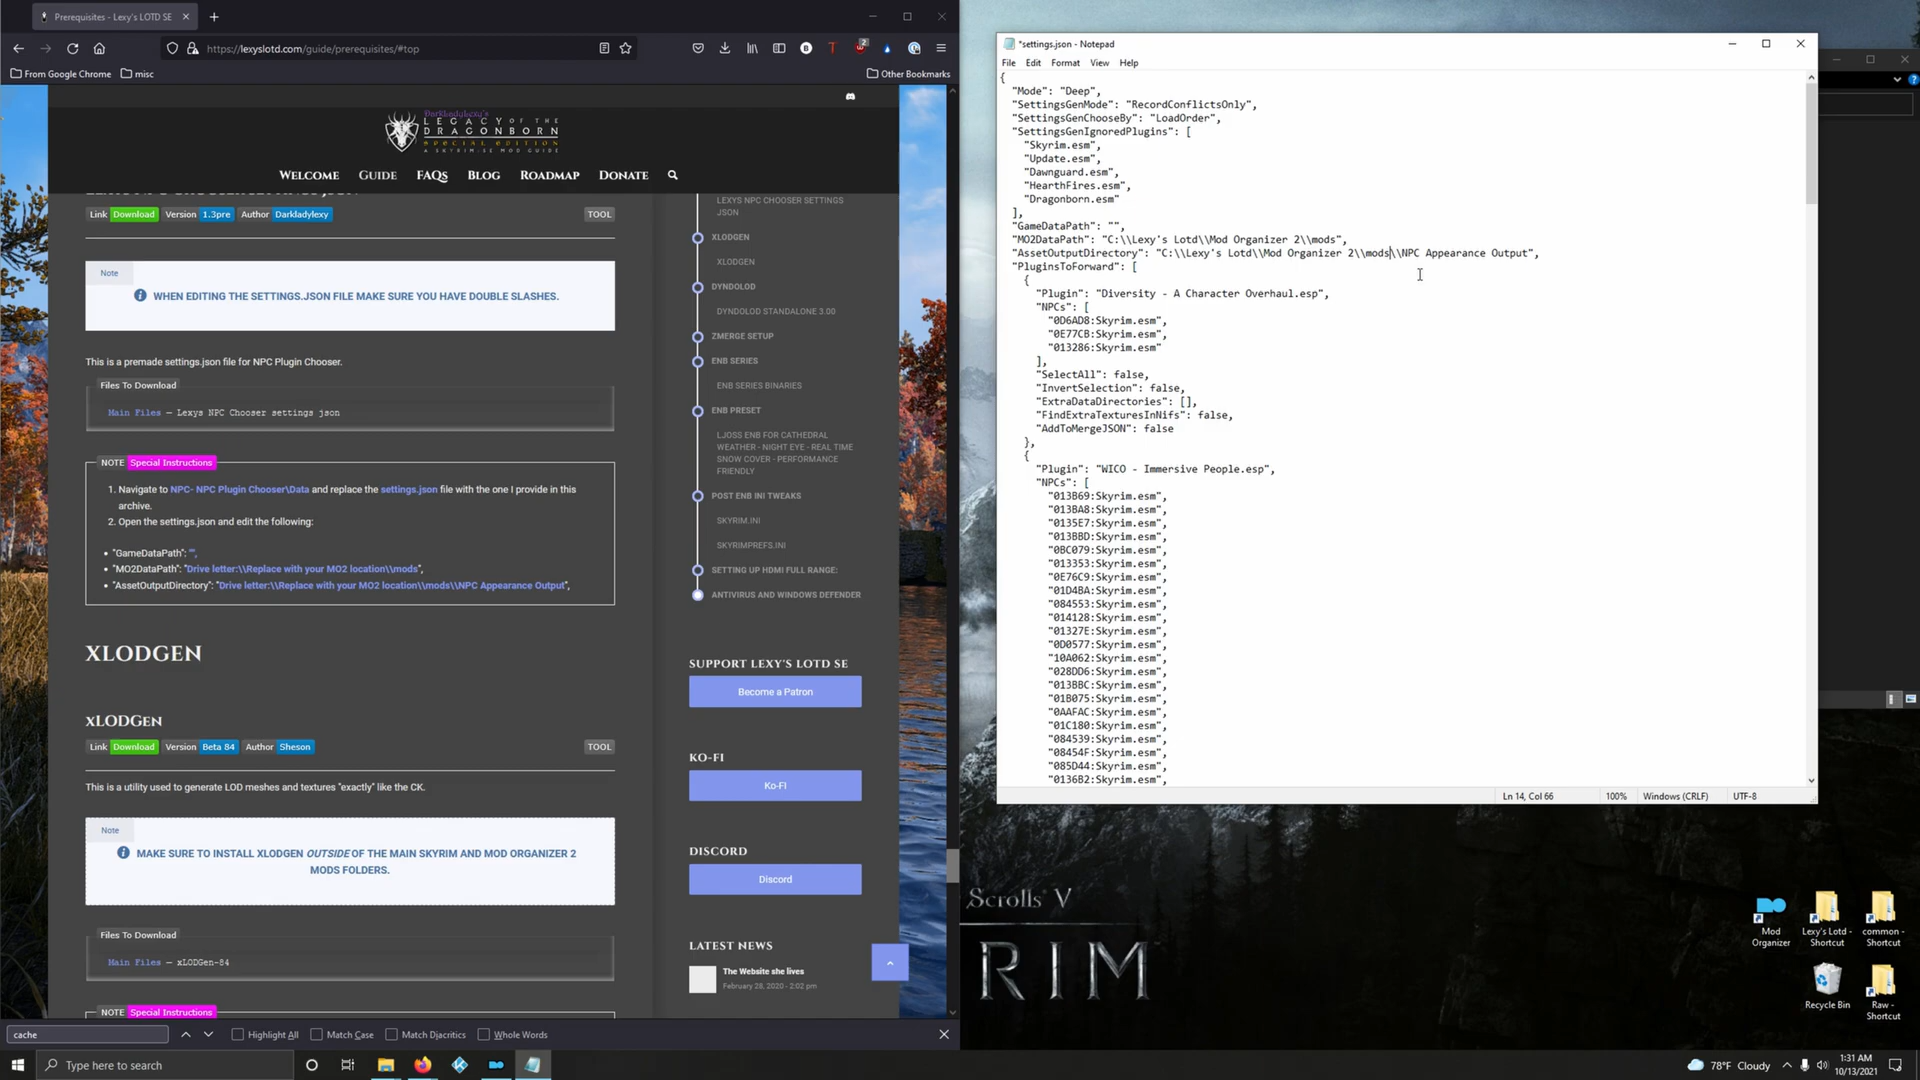 Prerequisites - Lexy's LOTD SE
https://lexyslotd.com/guide/prerequisites/#top
2
From Google Chrome
misc
Other Bookmarks
DarkladyLexy's
LEGACY OF THE
DRAGONBORN
SPECIAL EDITION
A SKYRIM SE MOD GUIDE
WELCOME
GUIDE
FAQS
BLOG
ROADMAP
DONATE
Link Download Version 1.3pre Author Darkladylexy
TOOL
Note
WHEN EDITING THE SETTINGS.JSON FILE MAKE SURE YOU HAVE DOUBLE SLASHES.
This is a premade settings.json file for NPC Plugin Chooser.
Files To Download
Main Files — Lexys NPC Chooser settings json
NOTE Special Instructions
1. Navigate to NPC- NPC Plugin Chooser\Data and replace the settings.json file with the one I provide in this
archive.
2. Open the settings.json and edit the following:
• "GameDataPath": "",
• "MO2DataPath": "Drive letter:\\Replace with your MO2 location\\mods",
• "AssetOutputDirectory": "Drive letter:\\Replace with your MO2 location\\mods\\NPC Appearance Output",
XLODGEN
XLODGEN
Link Download Version Beta 84 Author Sheson
TOOL
This is a utility used to generate LOD meshes and textures "exactly" like the CK.
Note
MAKE SURE TO INSTALL XLODGEN OUTSIDE OF THE MAIN SKYRIM AND MOD ORGANIZER 2
MODS FOLDERS.
Files To Download
Main Files — xLODGen-84
NOTE Special Instructions
LEXYS NPC CHOOSER SETTINGS
JSON
XLODGEN
XLODGEN
DYNDOLOD
DYNDOLOD STANDALONE 3.00
ZMERGE SETUP
ENB SERIES
ENB SERIES BINARIES
ENB PRESET
LJOSS ENB FOR CATHEDRAL
WEATHER - NIGHT EYE - REAL TIME
SNOW COVER - PERFORMANCE
FRIENDLY
POST ENB INI TWEAKS
SKYRIM.INI
SKYRIMPREFS.INI
SETTING UP HDMI FULL RANGE:
ANTIVIRUS AND WINDOWS DEFENDER
SUPPORT LEXY'S LOTD SE
Become a Patron
KO-FI
Ko-Fi
DISCORD
Discord
LATEST NEWS
The Website she lives
February 28, 2020 - 2:02 pm
cache
Highlight All
Match Case
Match Diacritics
Whole Words
*settings.json - Notepad
File
Edit
Format
View
Help
{
"Mode": "Deep",
"SettingsGenMode": "RecordConflictsOnly",
"SettingsGenChooseBy": "LoadOrder",
"SettingsGenIgnoredPlugins": [
"Skyrim.esm",
"Update.esm",
"Dawnguard.esm",
"HearthFires.esm",
"Dragonborn.esm"
],
"GameDataPath": "",
"MO2DataPath": "C:\\Lexy's Lotd\\Mod Organizer 2\\mods",
"AssetOutputDirectory": "C:\\Lexy's Lotd\\Mod Organizer 2\\mods\\NPC Appearance Output",
"PluginsToForward": [
{
"Plugin": "Diversity - A Character Overhaul.esp",
"NPCs": [
"0D6AD8:Skyrim.esm",
"0E77CB:Skyrim.esm",
"013286:Skyrim.esm"
],
"SelectAll": false,
"InvertSelection": false,
"ExtraDataDirectories": [],
"FindExtraTexturesInNifs": false,
"AddToMergeJSON": false
},
{
"Plugin": "WICO - Immersive People.esp",
"NPCs": [
"013B69:Skyrim.esm",
"013BA8:Skyrim.esm",
"0135E7:Skyrim.esm",
"013BBD:Skyrim.esm",
"0BC079:Skyrim.esm",
"013353:Skyrim.esm",
"0E76C9:Skyrim.esm",
"01D4BA:Skyrim.esm",
"084553:Skyrim.esm",
"014128:Skyrim.esm",
"01327E:Skyrim.esm",
"0D0577:Skyrim.esm",
"10A062:Skyrim.esm",
"028DD6:Skyrim.esm",
"013BBC:Skyrim.esm",
"01B075:Skyrim.esm",
"0AAFAC:Skyrim.esm",
"01C180:Skyrim.esm",
"084539:Skyrim.esm",
"08454F:Skyrim.esm",
"085D44:Skyrim.esm",
"0136B2:Skyrim.esm",
Ln 14, Col 66
100%
Windows (CRLF)
UTF-8
Scrolls V
RIM
Mod
Organizer
Lexy's Lotd -
Shortcut
common -
Shortcut
Recycle Bin
Raw -
Shortcut
Type here to search
78°F Cloudy
1:31 AM
10/13/2021